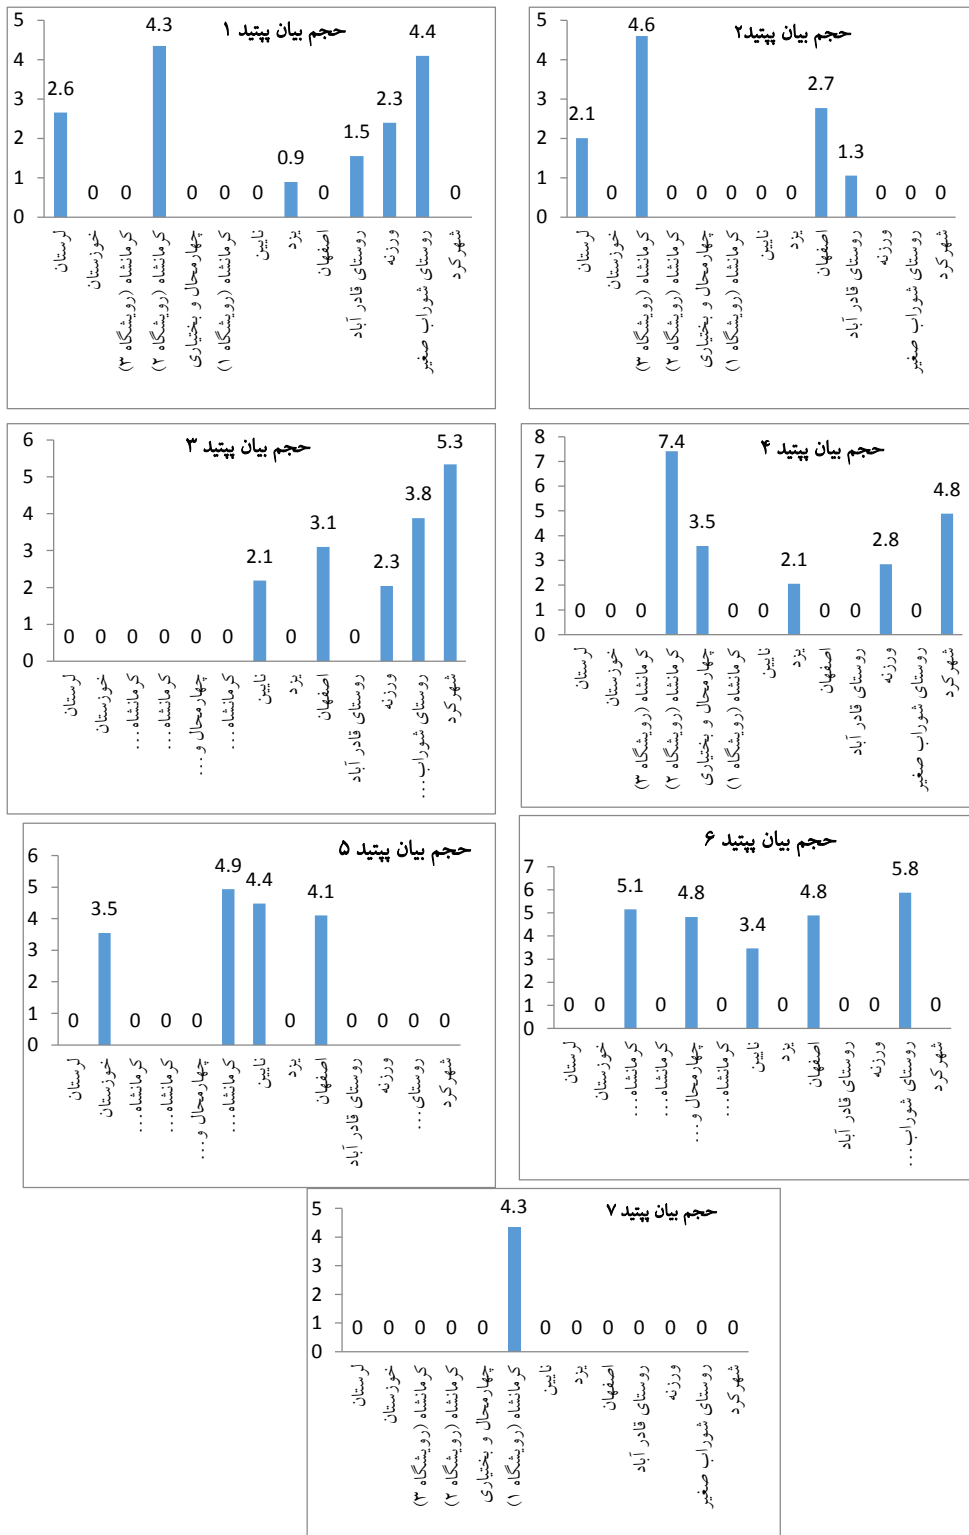 حجم بیان پپتید ۱
5
4
3
2
1
0
2.6
0
0
4.3
0
0
0
0.9
0
1.5
2.3
4.4
0
لرستان
خوزستان
کرمانشاه (رویشگاه ۳)
کرمانشاه (رویشگاه ۲)
چهارمحال و بختیاری
کرمانشاه (رویشگاه ۱)
نایین
یزد
اصفهان
روستای قادر آباد
ورزنه
روستای شوراب صغیر
شهرکرد
حجم بیان پپتید۲
5
4
3
2
1
0
2.1
0
4.6
0
0
0
0
0
2.7
1.3
0
0
0
لرستان
خوزستان
کرمانشاه (رویشگاه ۳)
کرمانشاه (رویشگاه ۲)
چهارمحال و بختیاری
کرمانشاه (رویشگاه ۱)
نایین
یزد
اصفهان
روستای قادر آباد
ورزنه
روستای شوراب صغیر
شهرکرد
حجم بیان پپتید ۳
6
5
4
3
2
1
0
0
0
0
0
0
0
2.1
0
3.1
0
2.3
3.8
5.3
لرستان
خوزستان
کرمانشاه...
کرمانشاه...
چهارمحال و...
کرمانشاه...
نایین
یزد
اصفهان
روستای قادر آباد
ورزنه
روستای شوراب...
شهرکرد
حجم بیان پپتید ۴
8
7
6
5
4
3
2
1
0
0
0
0
7.4
3.5
0
0
2.1
0
0
2.8
0
4.8
لرستان
خوزستان
کرمانشاه (رویشگاه ۳)
کرمانشاه (رویشگاه ۲)
چهارمحال و بختیاری
کرمانشاه (رویشگاه ۱)
نایین
یزد
اصفهان
روستای قادر آباد
ورزنه
روستای شوراب صغیر
شهرکرد
حجم بیان پپتید ۵
6
5
4
3
2
1
0
0
3.5
0
0
0
4.9
4.4
0
4.1
0
0
0
0
لرستان
خوزستان
کرمانشاه...
کرمانشاه...
چهارمحال و...
کرمانشاه...
نایین
یزد
اصفهان
روستای قادر آباد
ورزنه
روستای...
شهرکرد
حجم بیان پپتید ۶
7
6
5
4
3
2
1
0
0
0
5.1
0
4.8
0
3.4
0
4.8
0
0
5.8
0
لرستان
خوزستان
کرمانشاه...
کرمانشاه...
چهارمحال و...
کرمانشاه...
نایین
یزد
اصفهان
روستای قادر آباد
ورزنه
روستای شوراب...
شهرکرد
حجم بیان پپتید ۷
5
4
3
2
1
0
0
0
0
0
0
4.3
0
0
0
0
0
0
0
لرستان
خوزستان
کرمانشاه (رویشگاه ۳)
کرمانشاه (رویشگاه ۲)
چهارمحال و بختیاری
کرمانشاه (رویشگاه ۱)
نایین
یزد
اصفهان
روستای قادر آباد
ورزنه
روستای شوراب صغیر
شهرکرد